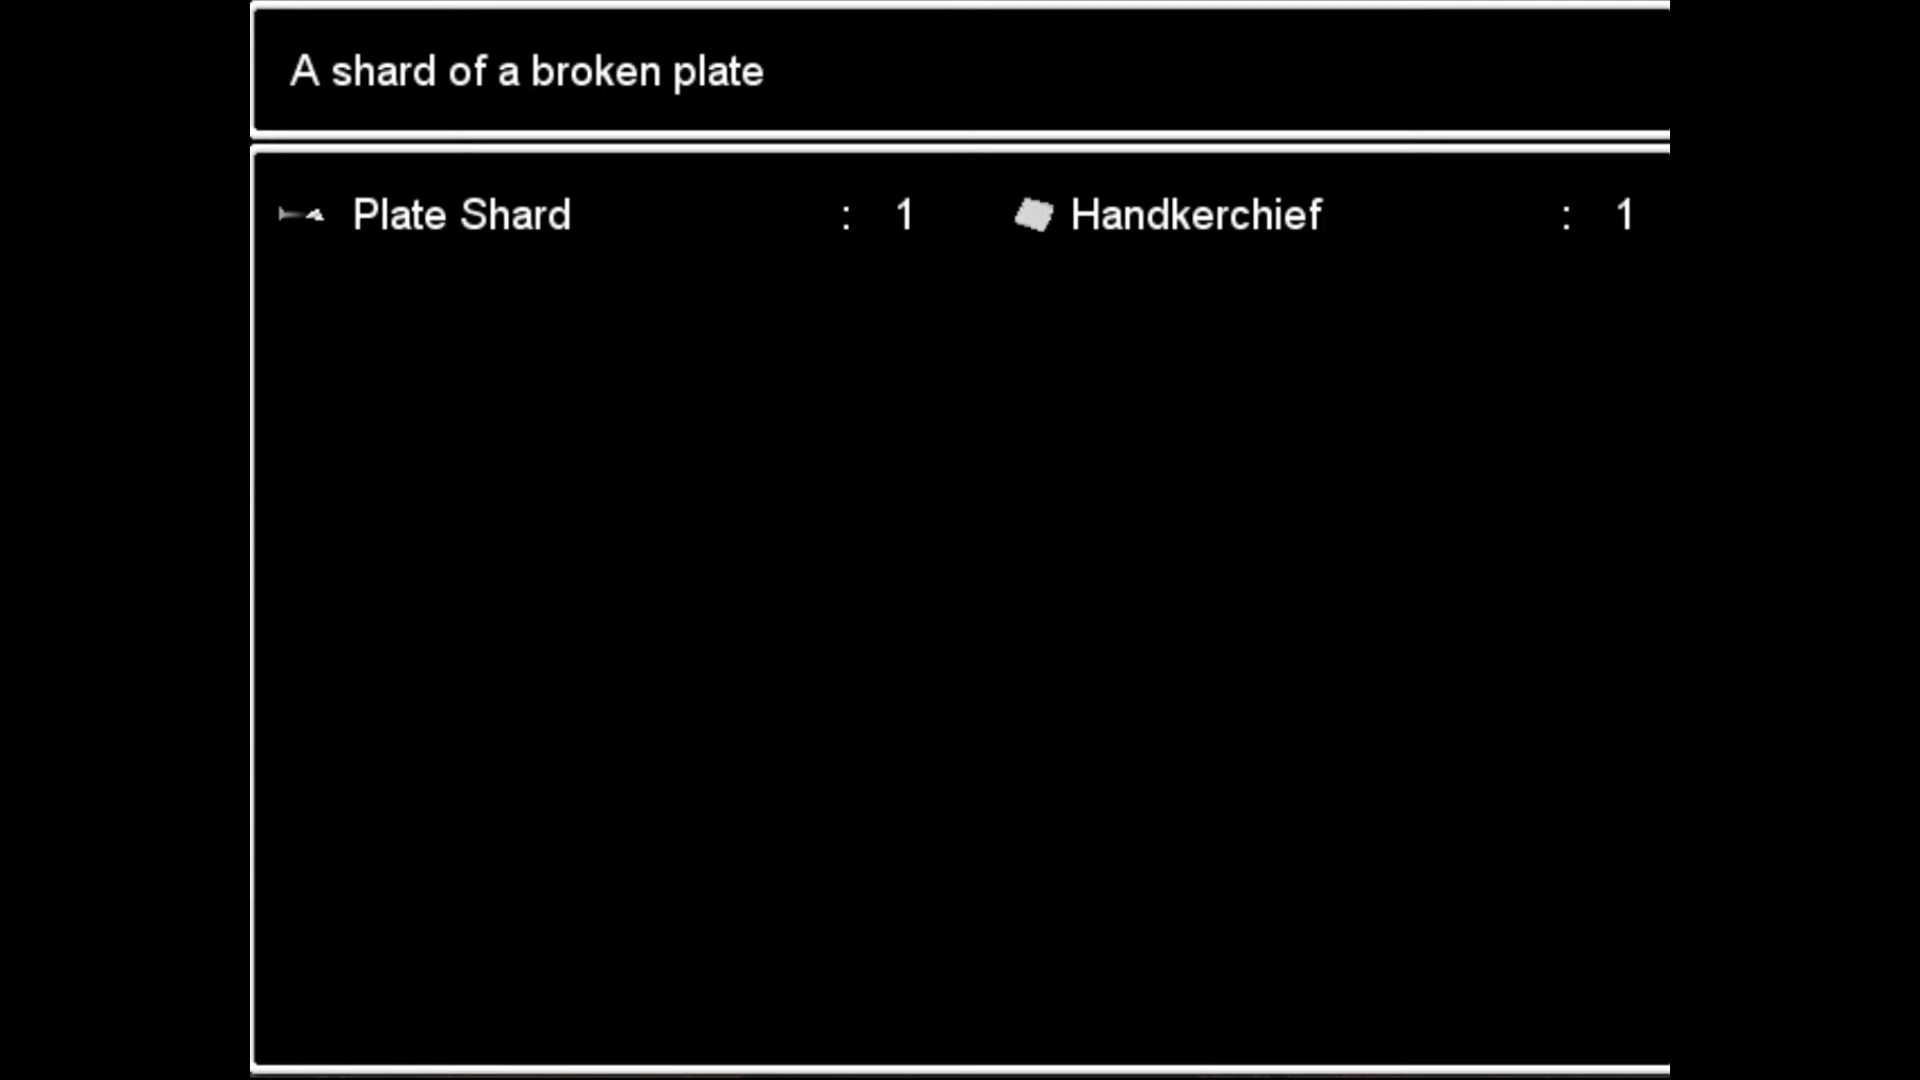 A shard of a broken plate
Plate Shard : 1 Handkerchief : 1